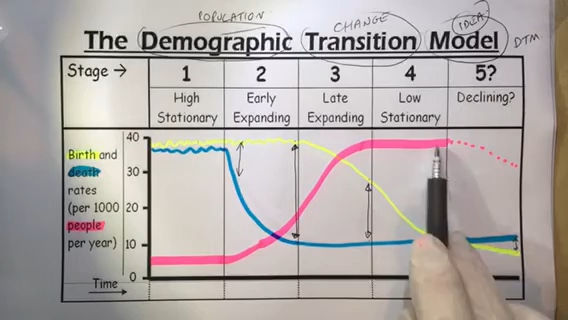 POPULATION CHANGE IDEA
The Demographic Transition Model DTM.
Stage → 1 2 3 4 5?
High Stationary Early Expanding Late Expanding Low Stationary Declining?
40
30
20
10
0
Birth and
death
rates
(per 1000
people
per year)
Time →